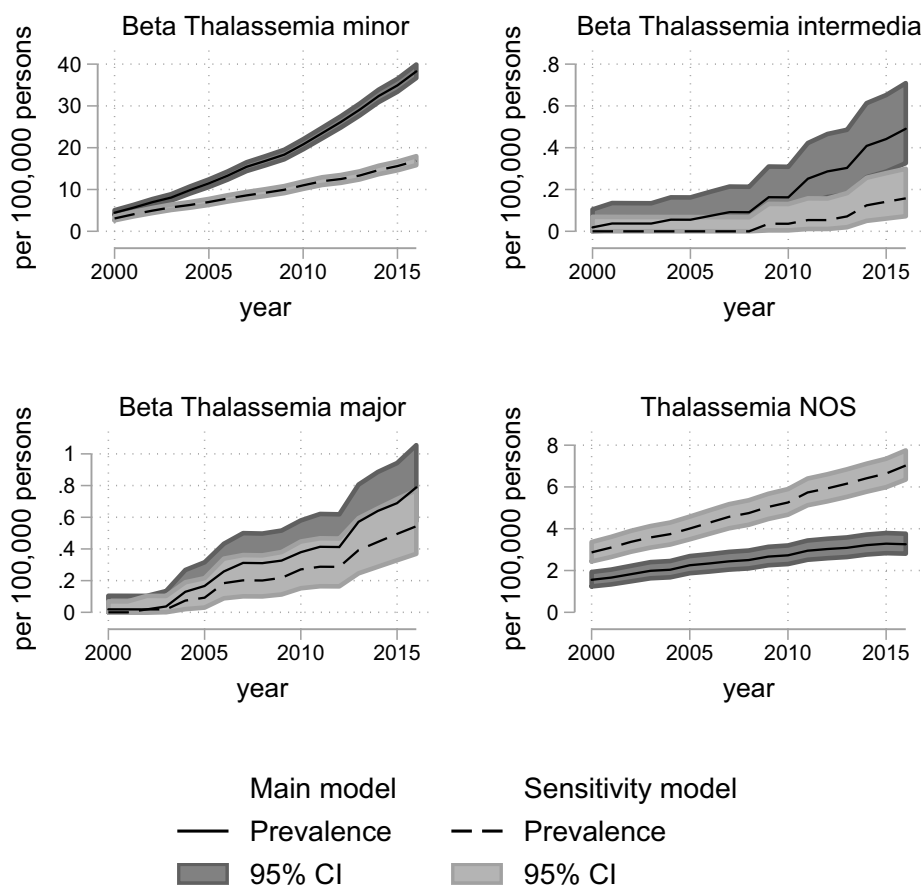 Beta Thalassemia minor
per 100,000 persons
40
30
20
10
0
2000 2005 2010 2015
year
Beta Thalassemia intermedia
per 100,000 persons
.8
.6
.4
.2
0
2000 2005 2010 2015
year
Beta Thalassemia major
per 100,000 persons
1
.8
.6
.4
.2
0
2000 2005 2010 2015
year
Thalassemia NOS
per 100,000 persons
8
6
4
2
0
2000 2005 2010 2015
year
Main model Sensitivity model
Prevalence Prevalence
95% CI 95% CI